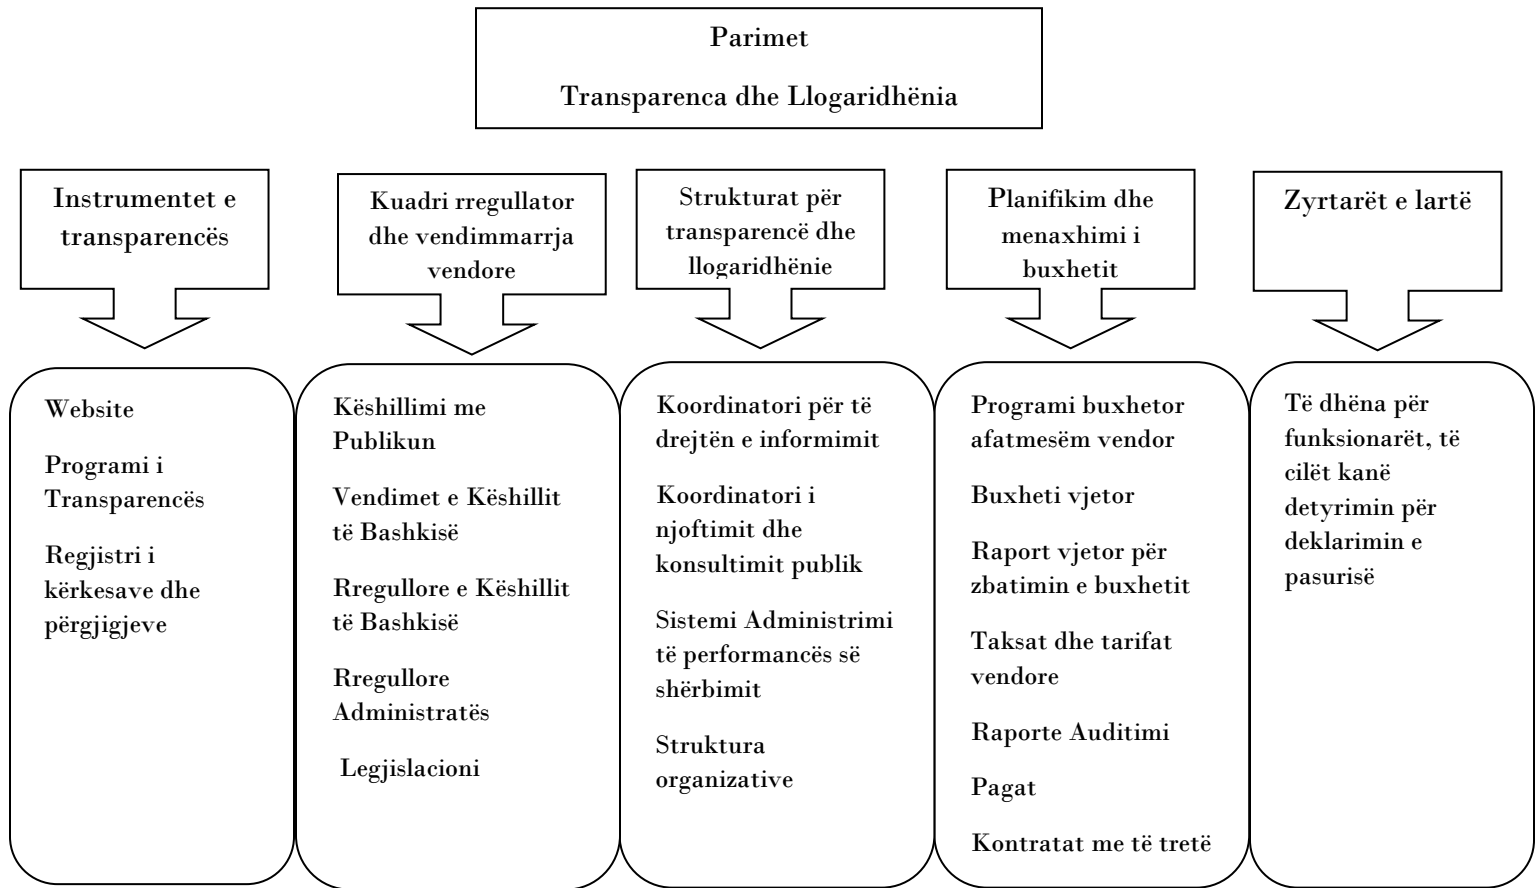 Parimet
Transparenca dhe Llogaridhënia
Instrumentet e
transparencës
Kuadri rregullator
dhe vendimmarrja
vendore
Strukturat për
transparencë dhe
llogaridhënie
Planifikim dhe
menaxhimi i
buxhetit
Zyrtarët e lartë
Website
Programi i
Transparencës
Regjistri i
kërkesave dhe
përgjigjeve
Këshillimi me
Publikun
Vendimet e Këshillit
të Bashkisë
Rregullore e Këshillit
të Bashkisë
Rregullore
Administratës
Legjislacioni
Koordinatori për të
drejtën e informimit
Koordinatori i
njoftimit dhe
konsultimit publik
Sistemi Administrimi
të performancës së
shërbimit
Struktura
organizative
Programi buxhetor
afatmesëm vendor
Buxheti vjetor
Raport vjetor për
zbatimin e buxhetit
Taksat dhe tarifat
vendore
Raporte Auditimi
Pagat
Kontratat me të tretë
Të dhëna për
funksionarët, të
cilët kanë
detyrimin për
deklarimin e
pasurisë